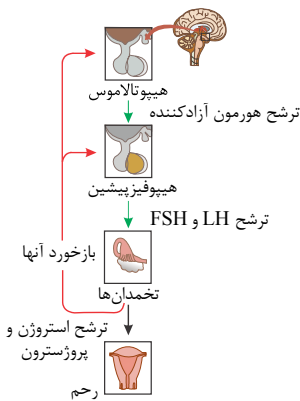 هیپوتالاموس
ترشح هورمون آزادکننده
هیپوفیزپیشین
ترشح LH و FSH
بازخورد آنها
تخمدان‌ها
ترشح استروژن و
پروژسترون
رحم